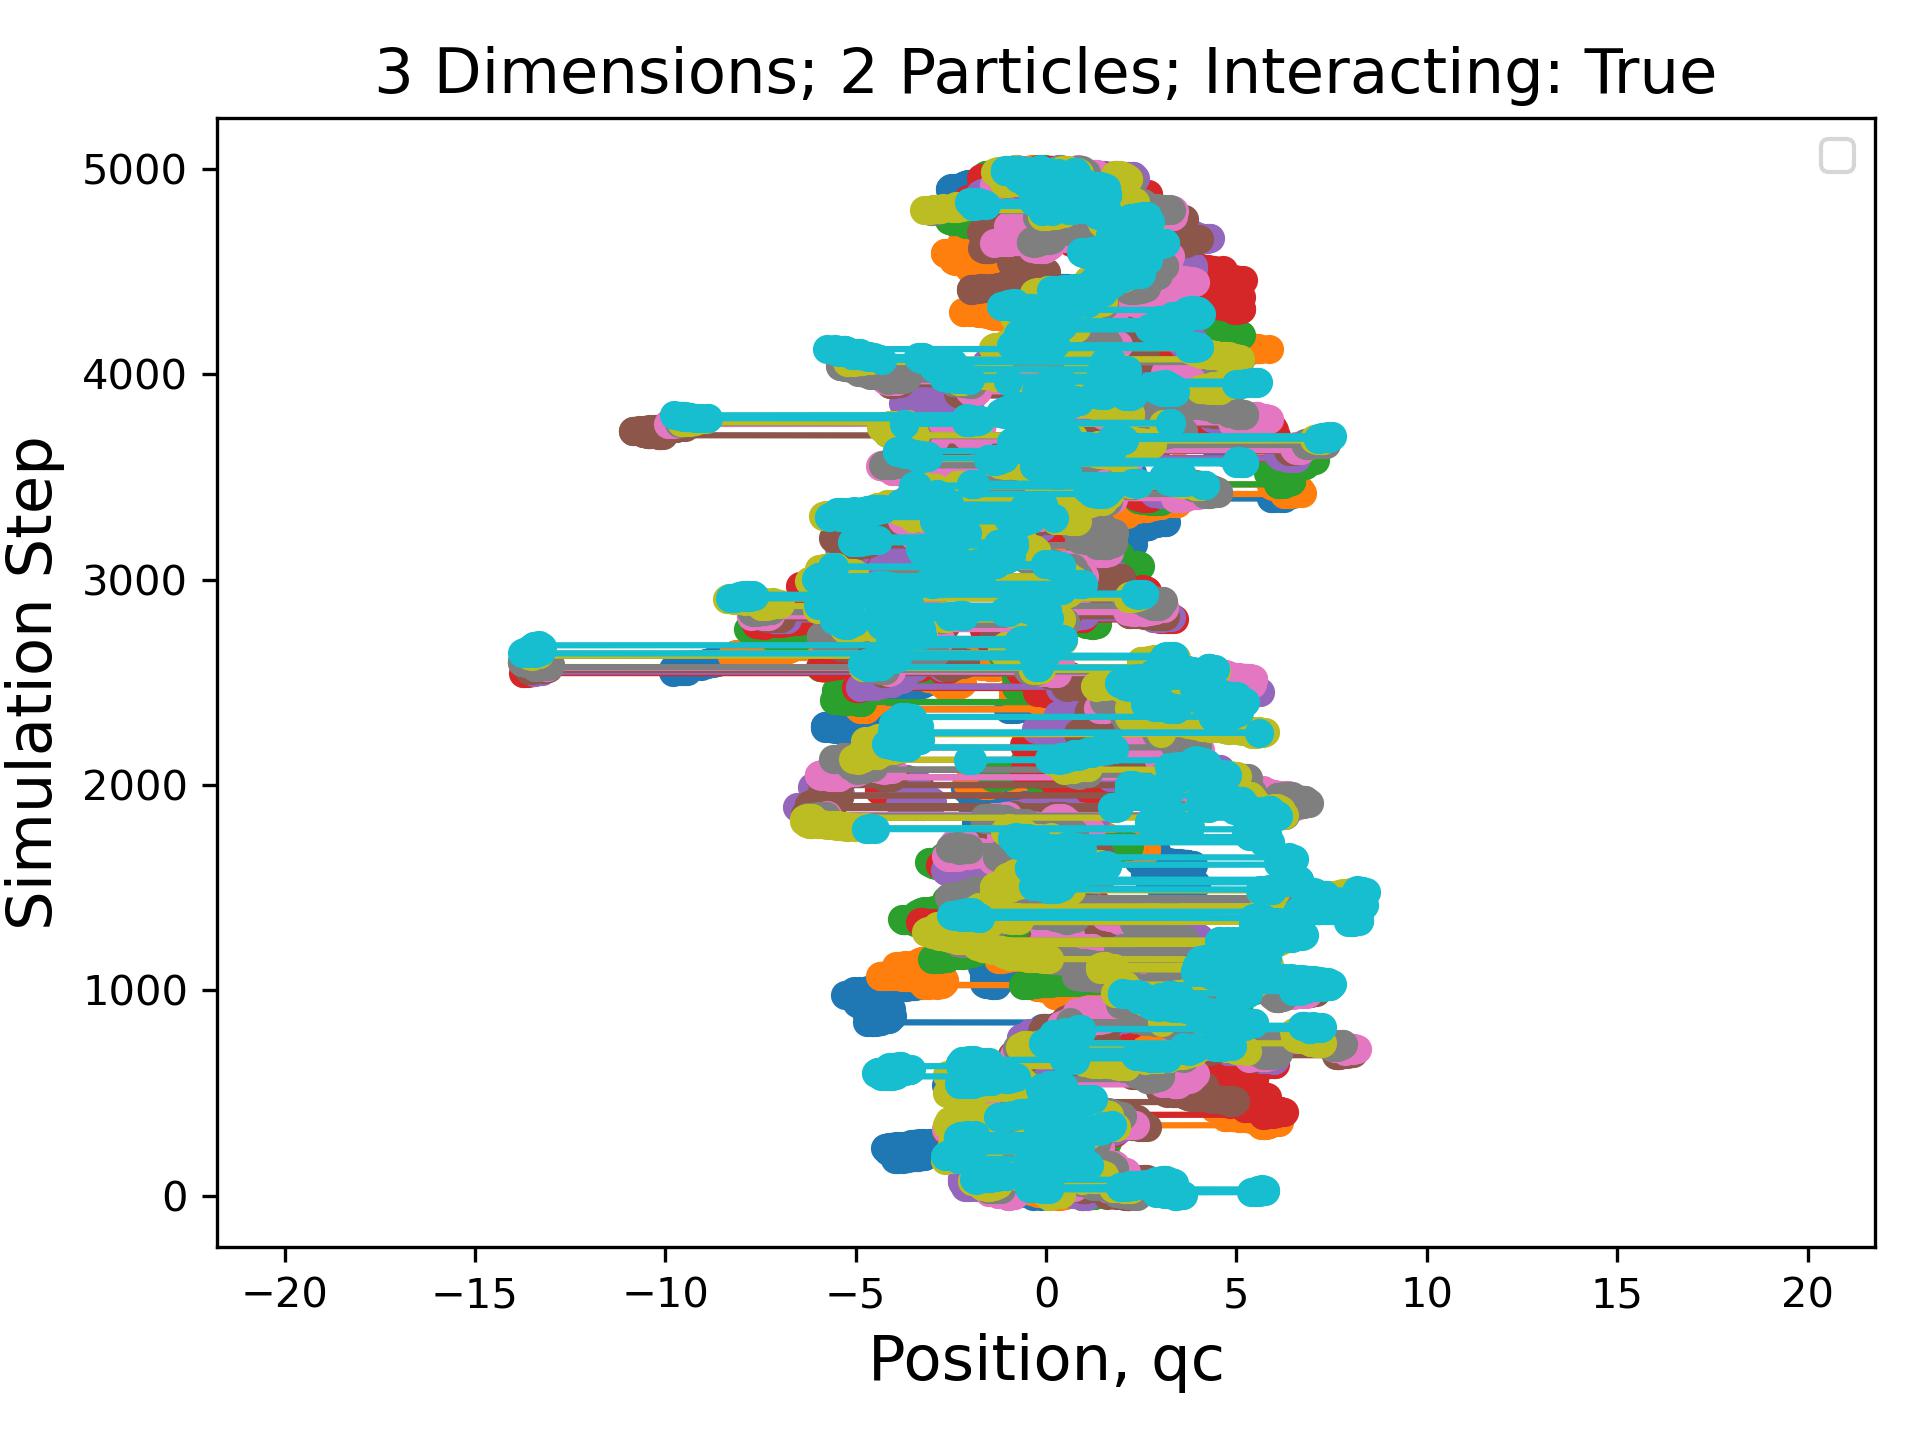 3 Dimensions; 2 Particles; Interacting: True
Simulation Step
5000
4000
3000
2000
1000
0
−20 −15 −10 −5 0 5 10 15 20
Position, qc